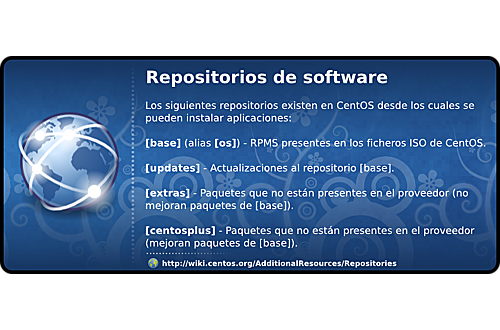 Repositorios de software
Los siguientes repositorios existen en CentOS desde los cuales se
pueden instalar aplicaciones:
[base] (alias [os]) - RPMS presentes en los ficheros ISO de CentOS.
[updates] - Actualizaciones al repositorio [base].
[extras] - Paquetes que no están presentes en el proveedor (no
mejoran paquetes de [base]).
[centosplus] - Paquetes que no están presentes en el proveedor
(mejoran paquetes de [base]).
http://wiki.centos.org/AdditionalResources/Repositories